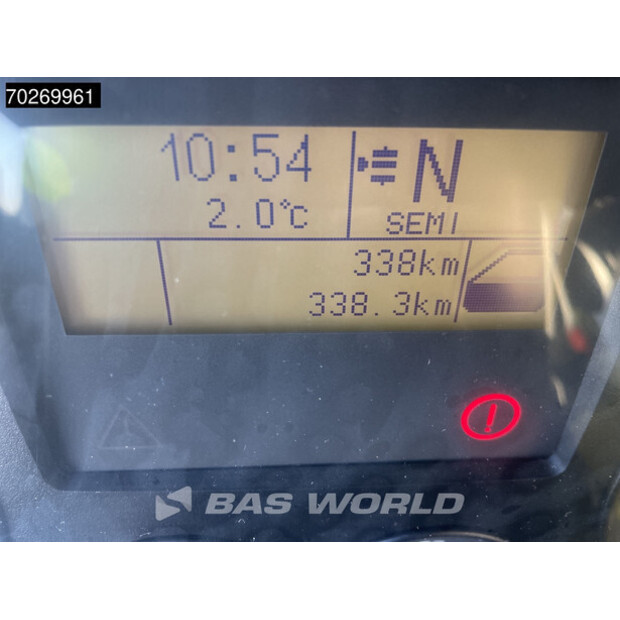 70269961
10:54
N
2.0°C
SEMI
338km
338.3km
BAS WORLD